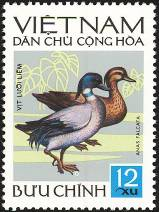 VIỆT NAM
DÂN CHỦ CỘNG HÒA
VỊT LƯỠI LIỀM
ANAS FALCATA
12
XU
BƯU CHÍNH